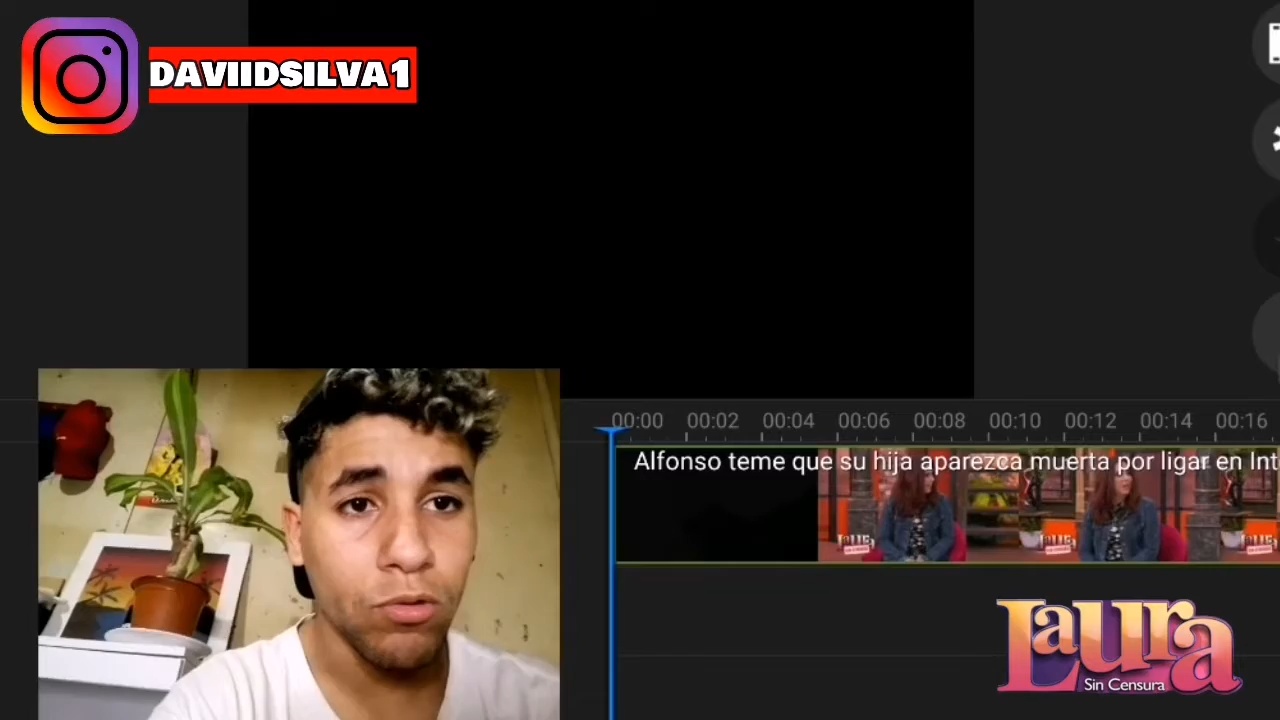 DAVIIDSILVA1
00:00 00:02 00:04 00:06 00:08 00:10 00:12 00:14 00:16
Alfonso teme que su hija aparezca muerta por ligar en Int
Laura
Sin Censura